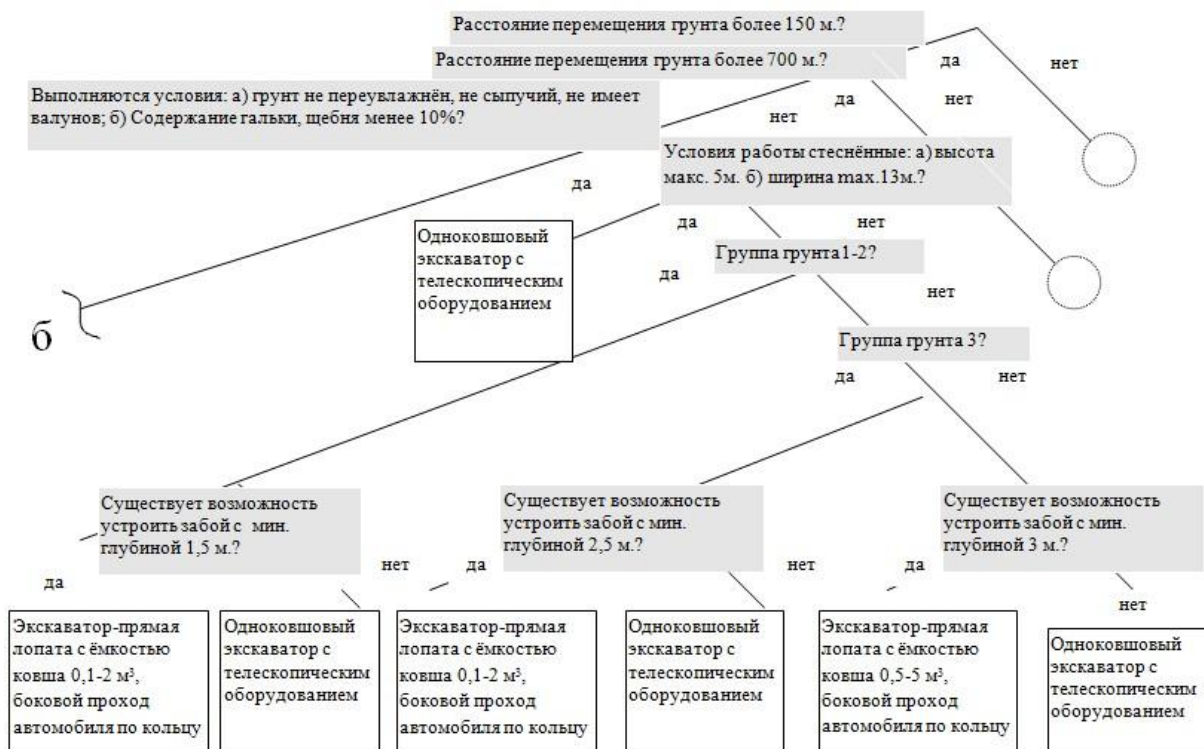 Расстояние перемещения грунта более 150 м.?
Расстояние перемещения грунта более 700 м.?
да
нет
Выполняются условия: а) грунт не переувлажнён, не сыпучий, не имеет
валунов; б) Содержание гальки, щебня менее 10%?
да
нет
нет
Условия работы стеснённые: а) высота
макс. 5м. б) ширина max.13м.?
да
да
нет
Одноковшовый
экскаватор с
телескопическим
оборудованием
Группа грунта 1-2?
да
нет
б
Группа грунта 3?
да
нет
Существует возможность
устроить забой с мин.
глубиной 1,5 м.?
Существует возможность
устроить забой с мин.
глубиной 2,5 м.?
Существует возможность
устроить забой с мин.
глубиной 3 м.?
да
нет
да
нет
да
нет
Экскаватор-прямая
лопата с ёмкостью
ковша 0,1-2 м³,
боковой проход
автомобиля по кольцу
Одноковшовый
экскаватор с
телескопическим
оборудованием
Экскаватор-прямая
лопата с ёмкостью
ковша 0,1-2 м³,
боковой проход
автомобиля по кольцу
Одноковшовый
экскаватор с
телескопическим
оборудованием
Экскаватор-прямая
лопата с ёмкостью
ковша 0,5-5 м³,
боковой проход
автомобиля по кольцу
Одноковшовый
экскаватор с
телескопическим
оборудованием